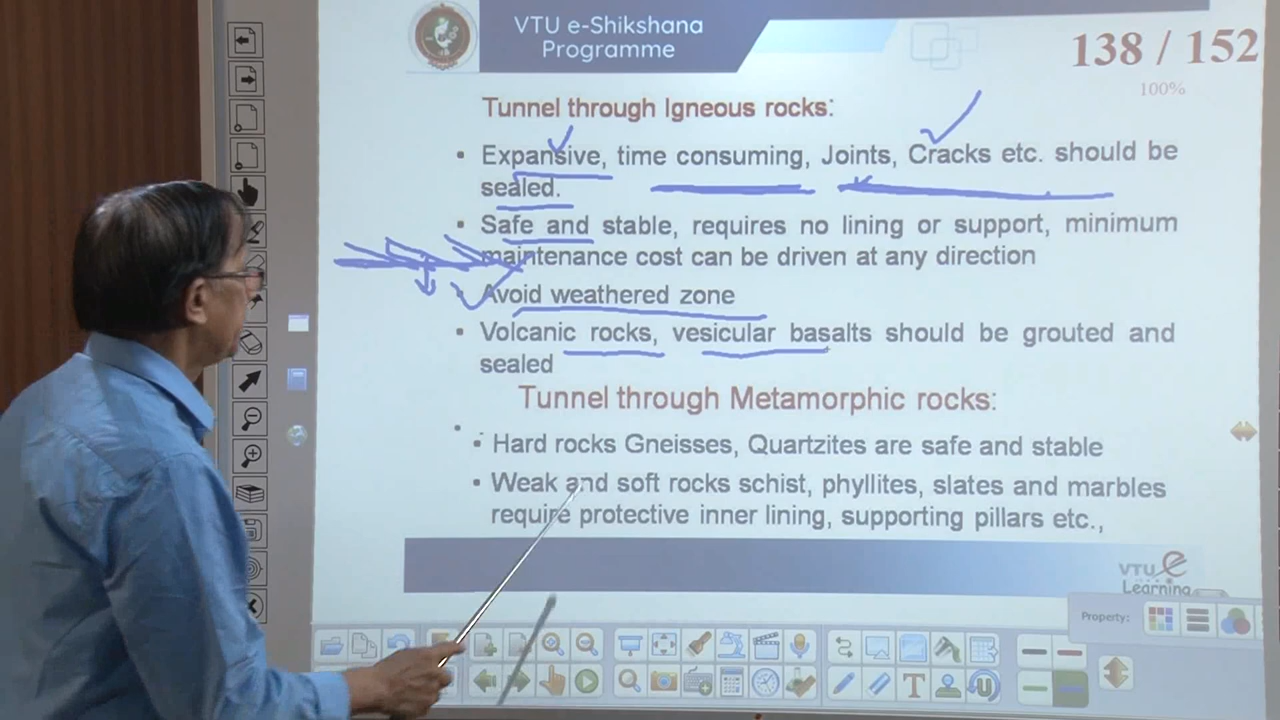 VTU e-Shikshana
Programme
138 / 152
100%
Tunnel through Igneous rocks:
▪ Expansive, time consuming, Joints, Cracks etc. should be
sealed.
▪ Safe and stable, requires no lining or support, minimum
maintenance cost can be driven at any direction
Avoid weathered zone
▪ Volcanic rocks, vesicular basalts should be grouted and
sealed
Tunnel through Metamorphic rocks:
▪ Hard rocks Gneisses, Quartzites are safe and stable
▪ Weak and soft rocks schist, phyllites, slates and marbles
require protective inner lining, supporting pillars etc.,
VTU e
Learning
Property: